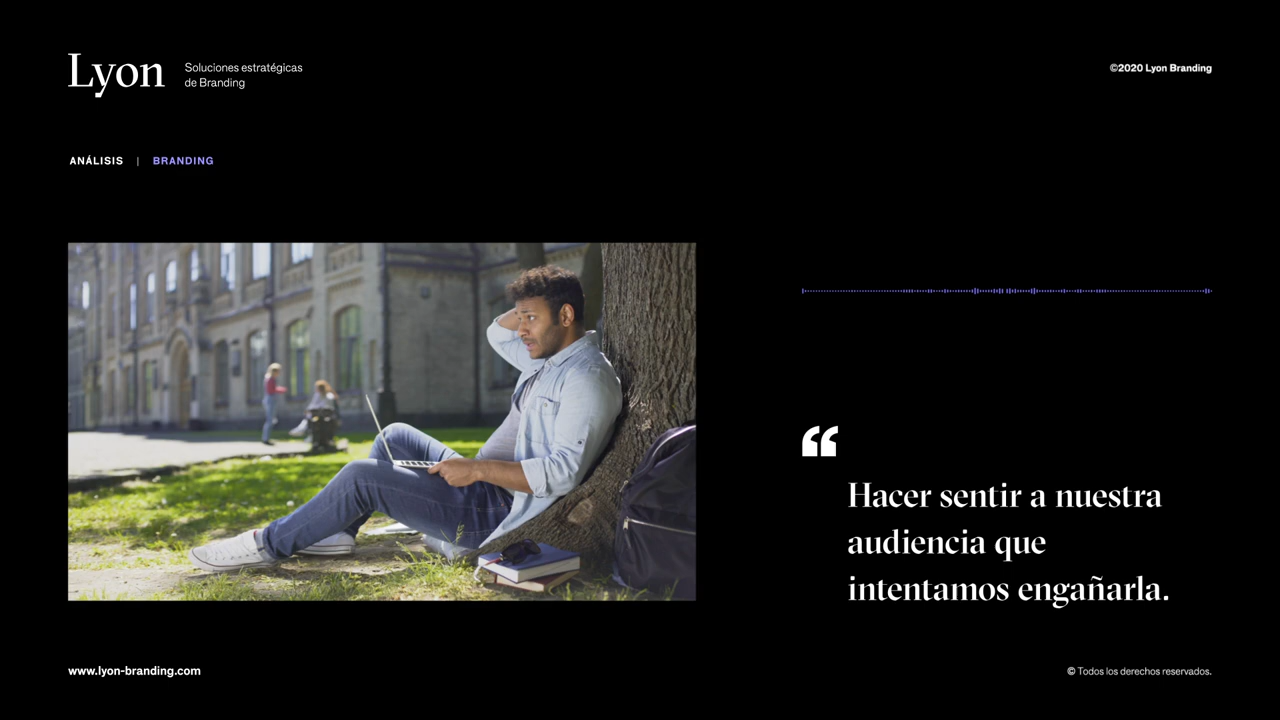 Lyon
Soluciones estratégicas
de Branding
©2020 Lyon Branding
ANÁLISIS | BRANDING
“
Hacer sentir a nuestra
audiencia que
intentamos engañarla.
www.lyon-branding.com
© Todos los derechos reservados.